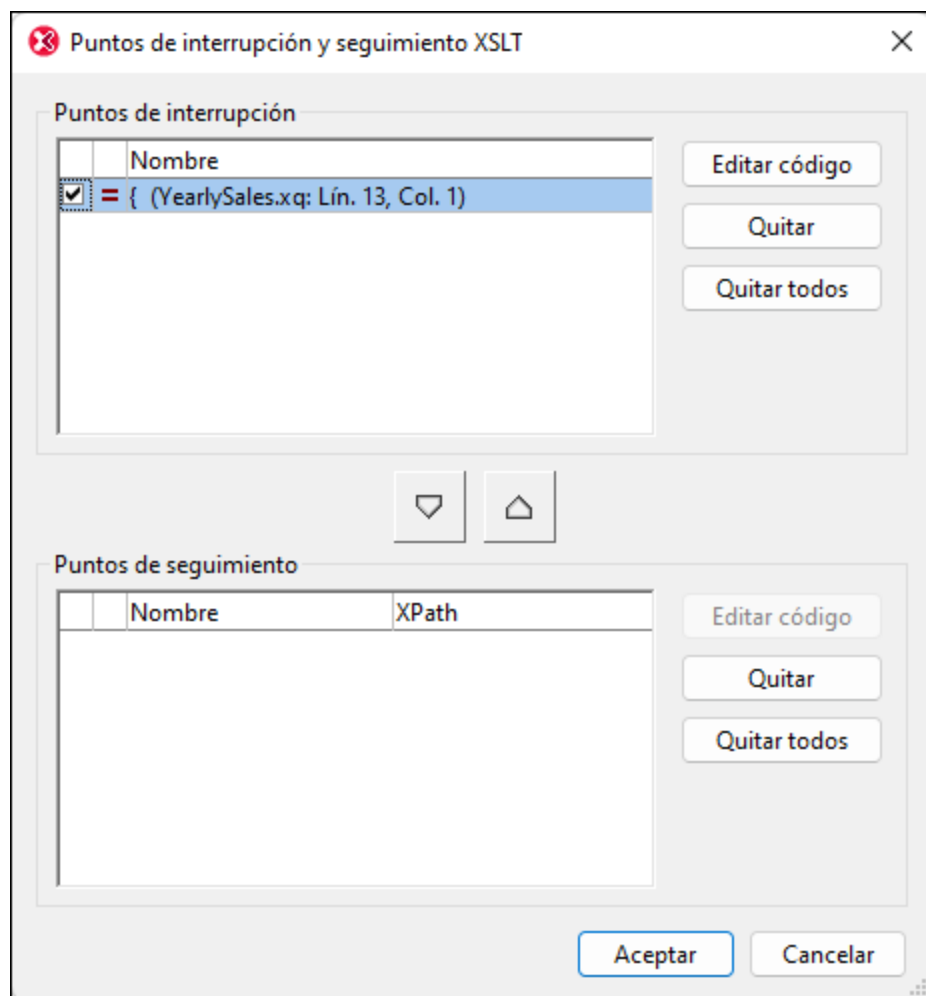 Puntos de interrupción y seguimiento XSLT
Puntos de interrupción
Nombre
= { (YearlySales.xq: Lín. 13, Col. 1)
Editar código
Quitar
Quitar todos
Puntos de seguimiento
Nombre XPath
Editar código
Quitar
Quitar todos
Aceptar Cancelar